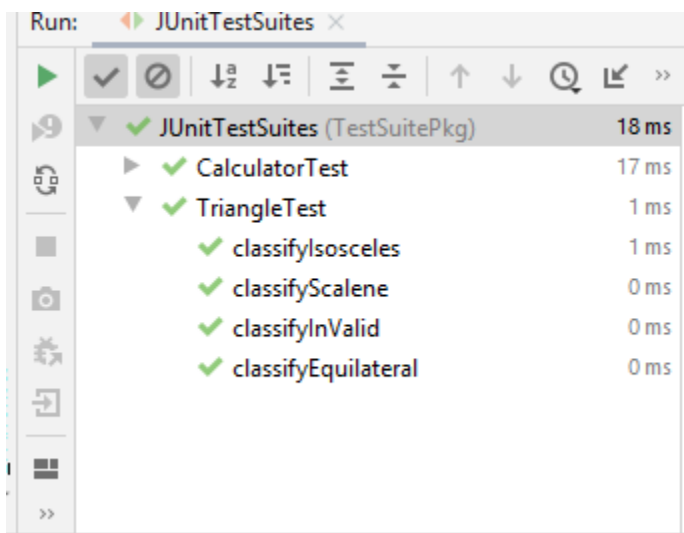 Run: JUnitTestSuites
JUnitTestSuites (TestSuitePkg) 18 ms
CalculatorTest 17 ms
TriangleTest 1 ms
classifyIsosceles 1 ms
classifyScalene 0 ms
classifyInValid 0 ms
classifyEquilateral 0 ms